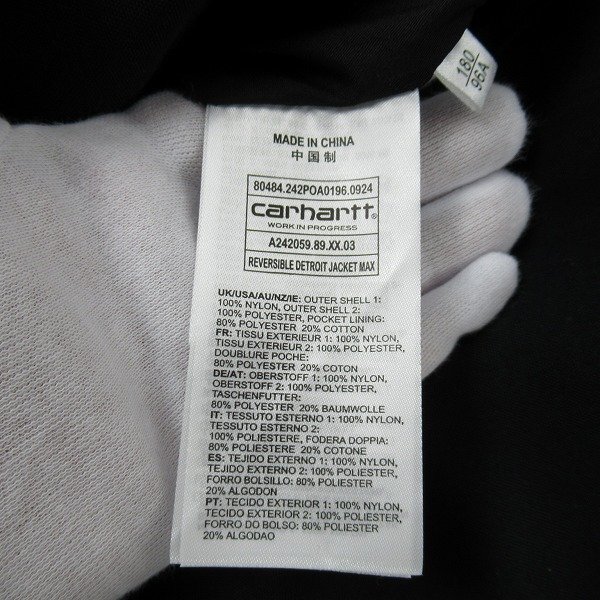 180
96A
MADE IN CHINA
中国制
80484.242POA0196.0924
carhartt
WORK IN PROGRESS
A242059.89.XX.03
REVERSIBLE DETROIT JACKET MAX
UK/USA/AU/NZ/IE: OUTER SHELL 1:
100% NYLON, OUTER SHELL 2:
100% POLYESTER, POCKET LINING:
80% POLYESTER 20% COTTON
FR: TISSU EXTERIEUR 1: 100% NYLON,
TISSU EXTERIEUR 2: 100% POLYESTER,
DOUBLURE POCHE:
80% POLYESTER 20% COTON
DE/AT: OBERSTOFF 1: 100% NYLON,
OBERSTOFF 2: 100% POLYESTER,
TASCHENFUTTER:
80% POLYESTER 20% BAUMWOLLE
IT: TESSUTO ESTERNO 1: 100% NYLON,
TESSUTO ESTERNO 2:
100% POLIESTERE, FODERA DOPPIA:
80% POLIESTERE 20% COTONE
ES: TEJIDO EXTERIOR 1: 100% NYLON,
TEJIDO EXTERIOR 2: 100% POLIESTER,
FORRO BOLSILLO: 80% POLIESTER
20% ALGODON
PT: TECIDO EXTERIOR 1: 100% NYLON,
TECIDO EXTERIOR 2: 100% POLIESTER,
FORRO DO BOLSO: 80% POLIESTER
20% ALGODAO